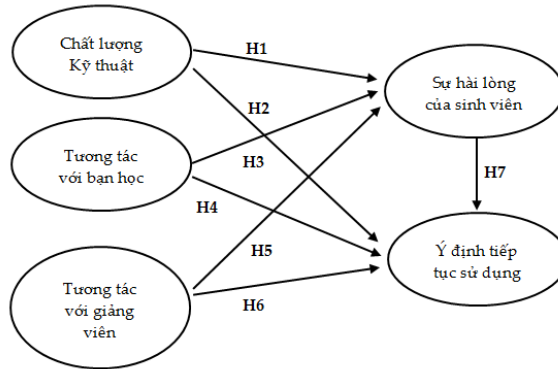 Chất lượng
Kỹ thuật
H1
Sự hài lòng
của sinh viên
H2
Tương tác
với bạn học
H3
H7
H4
Ý định tiếp
tục sử dụng
H5
Tương tác
với giảng
viên
H6